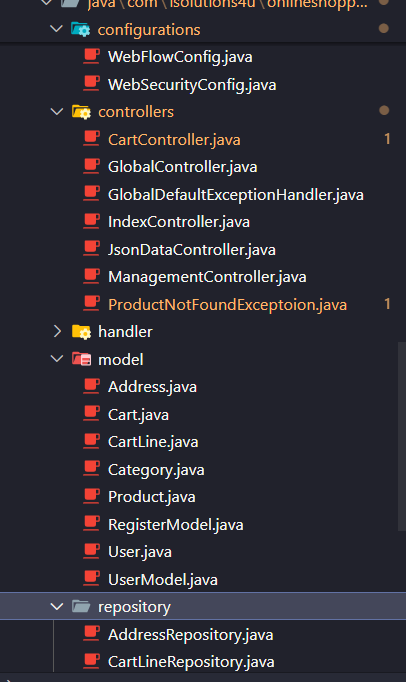 java\com\isolutions4u\onlineshopp...
configurations
WebFlowConfig.java
WebSecurityConfig.java
controllers
CartController.java 1
GlobalController.java
GlobalDefaultExceptionHandler.java
IndexController.java
JsonDataController.java
ManagementController.java
ProductNotFoundExceptoion.java 1
handler
model
Address.java
Cart.java
CartLine.java
Category.java
Product.java
RegisterModel.java
User.java
UserModel.java
repository
AddressRepository.java
CartLineRepository.java